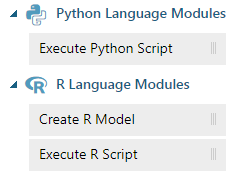 Python Language Modules
Execute Python Script
R Language Modules
Create R Model
Execute R Script